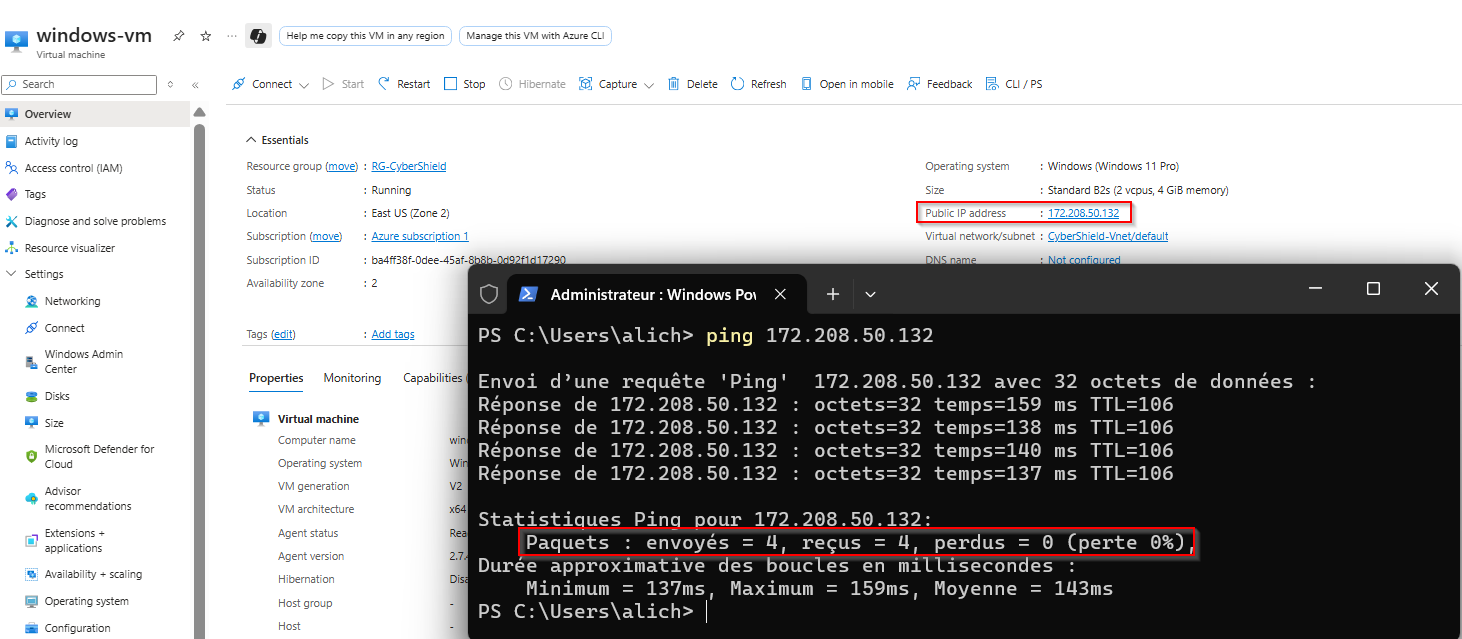 windows-vm
Virtual machine
Help me copy this VM in any region
Manage this VM with Azure CLI
Search
Connect
Start
Restart
Stop
Hibernate
Capture
Delete
Refresh
Open in mobile
Feedback
CLI / PS
Overview
Activity log
Access control (IAM)
Tags
Diagnose and solve problems
Resource visualizer
Settings
Networking
Connect
Windows Admin
Center
Disks
Size
Microsoft Defender for
Cloud
Advisor
recommendations
Extensions +
applications
Availability + scaling
Operating system
Configuration
Essentials
Resource group (move) : RG-CyberShield
Status : Running
Location : East US (Zone 2)
Subscription (move) : Azure subscription 1
Subscription ID : ba4ff38f-0dee-45af-8b8b-0d92f1d17290
Availability zone : 2
Operating system : Windows (Windows 11 Pro)
Size : Standard B2s (2 vcpus, 4 GiB memory)
Public IP address : 172.208.50.132
Virtual network/subnet : CyberShield-Vnet/default
DNS name : Not configured
Tags (edit) : Add tags
Properties
Monitoring
Capabilities
Virtual machine
Computer name
Operating system
VM generation V2
VM architecture x64
Agent status
Agent version
Hibernation
Host group -
Host -
Administrateur : Windows Pov
PS C:\Users\alich> ping 172.208.50.132
Envoi d’une requête 'Ping'  172.208.50.132 avec 32 octets de données :
Réponse de 172.208.50.132 : octets=32 temps=159 ms TTL=106
Réponse de 172.208.50.132 : octets=32 temps=138 ms TTL=106
Réponse de 172.208.50.132 : octets=32 temps=140 ms TTL=106
Réponse de 172.208.50.132 : octets=32 temps=137 ms TTL=106
Statistiques Ping pour 172.208.50.132:
Paquets : envoyés = 4, reçus = 4, perdus = 0 (perte 0%),
Durée approximative des boucles en millisecondes :
Minimum = 137ms, Maximum = 159ms, Moyenne = 143ms
PS C:\Users\alich>